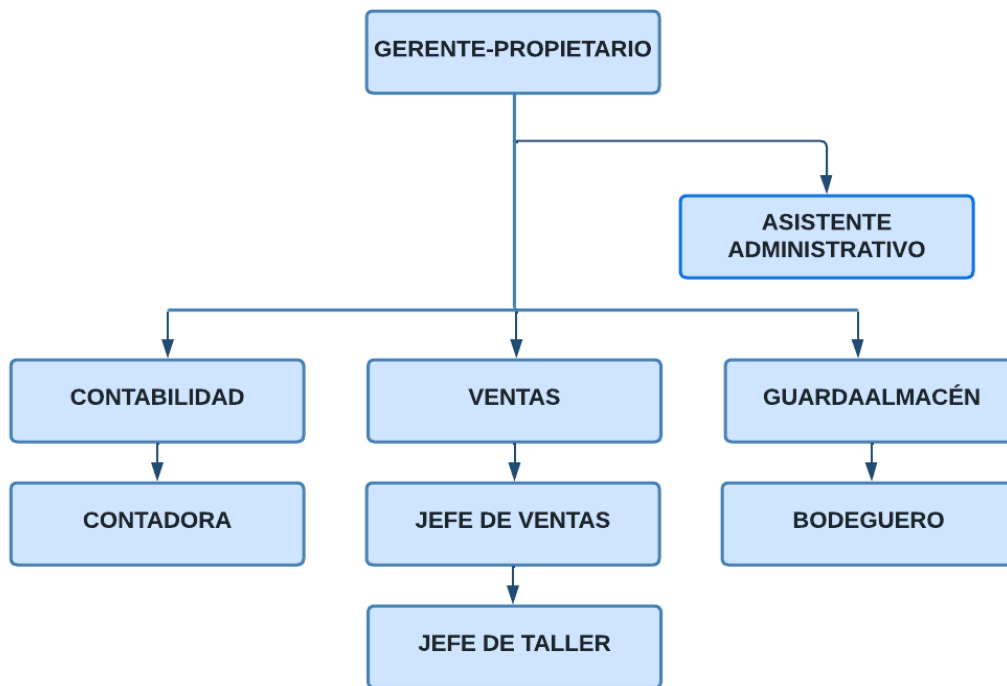 GERENTE-PROPIETARIO
ASISTENTE
ADMINISTRATIVO
CONTABILIDAD
VENTAS
GUARDAALMACÉN
CONTADORA
JEFE DE VENTAS
BODEGUERO
JEFE DE TALLER